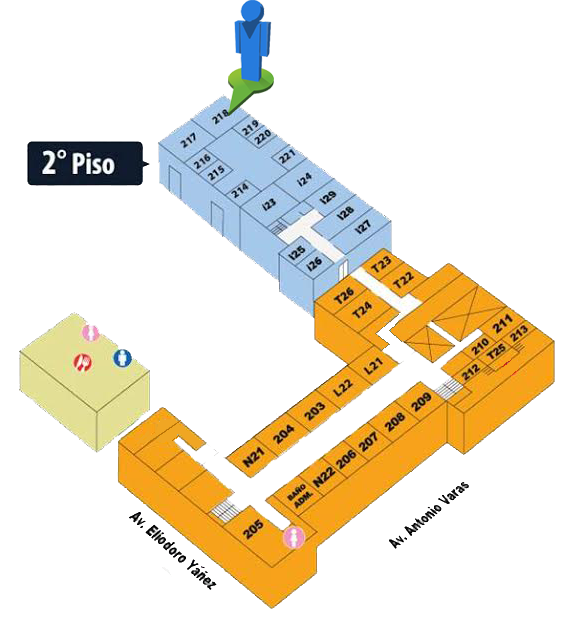 218
219
220
217
221
216
215
I24
214
I29
I23
I28
I27
I25
I26
2° Piso
T23
T22
T26
T24
211
213
210
T25
212
L21
L22
209
203
208
204
207
N21
206
N22
BAÑO
ADM.
205
Av. Eliodoro Yáñez
Av. Antonio Varas